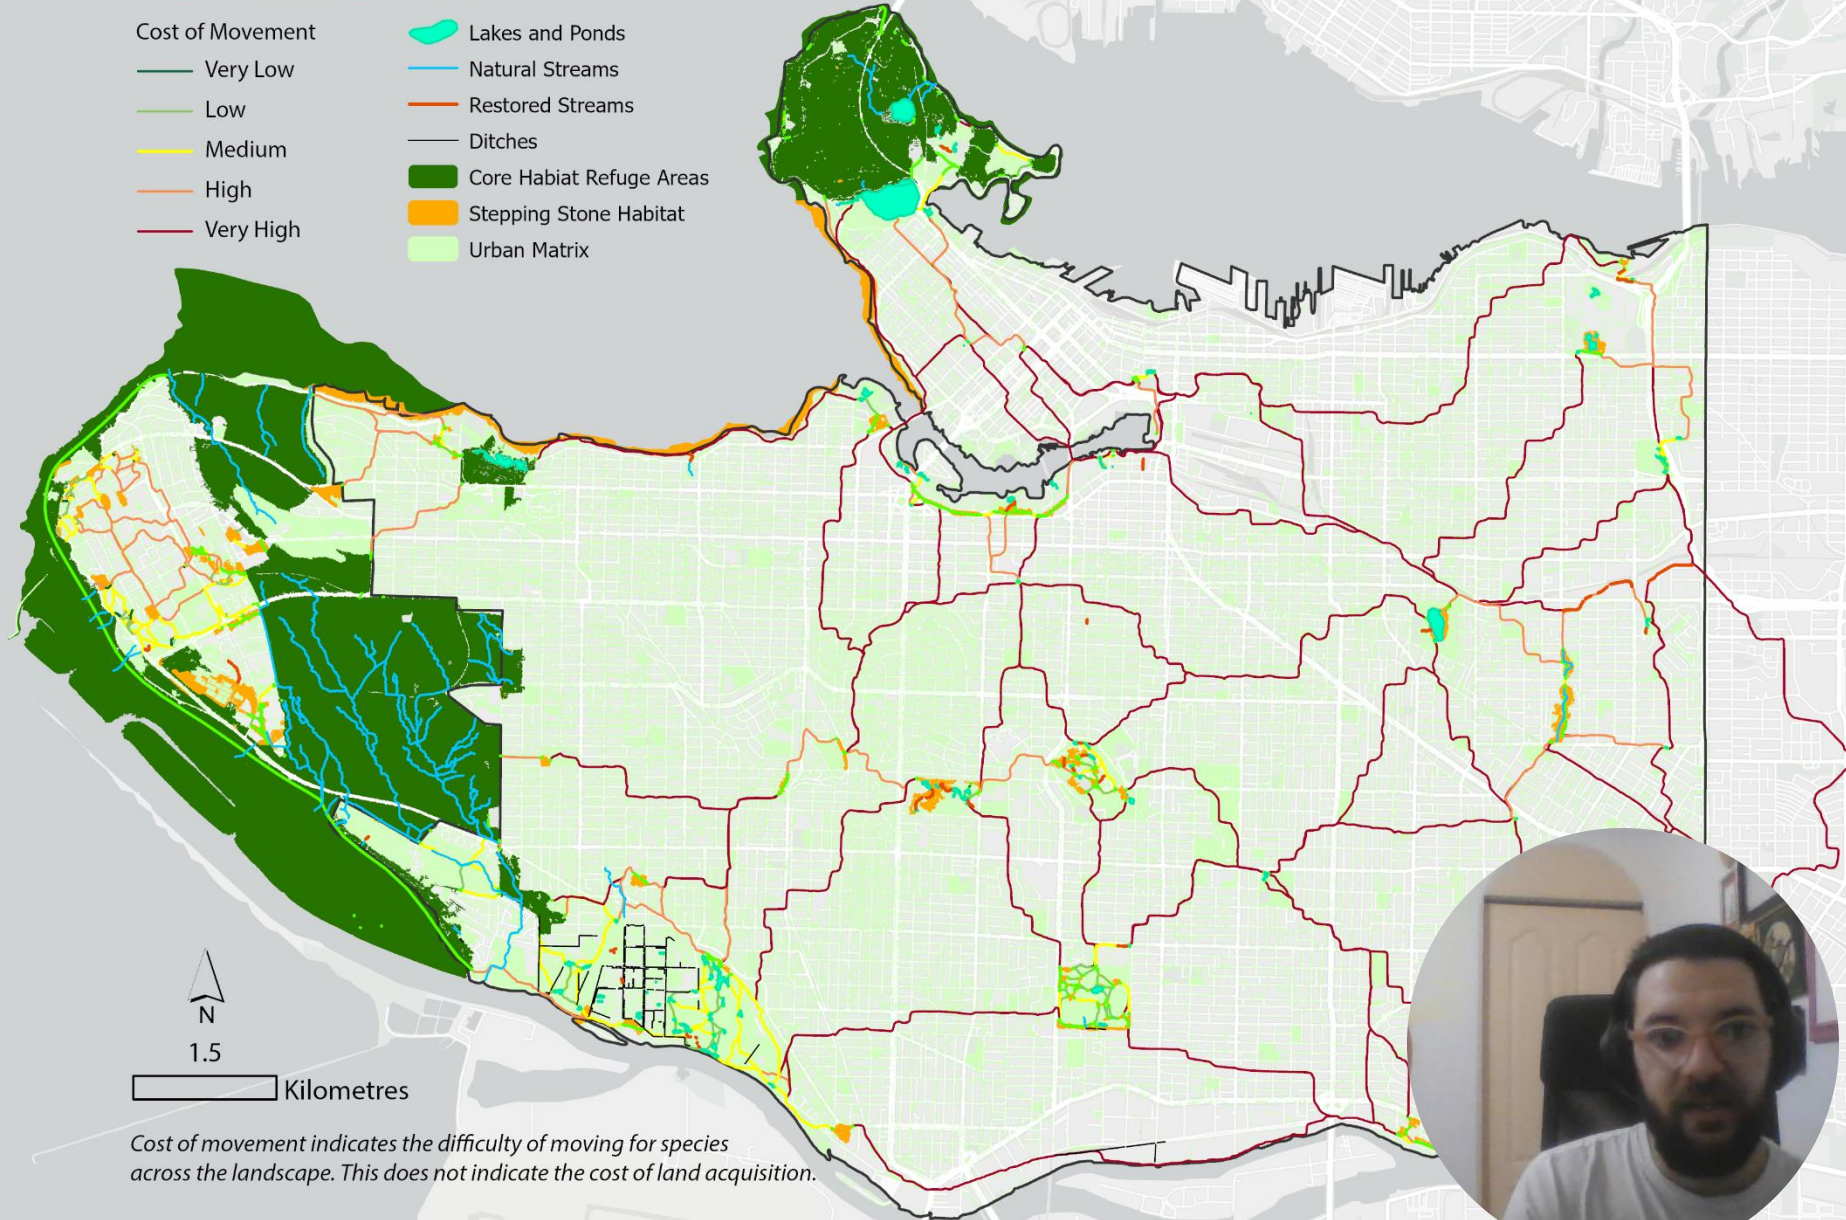 Cost of Movement
Very Low
Low
Medium
High
Very High
Lakes and Ponds
Natural Streams
Restored Streams
Ditches
Core Habiat Refuge Areas
Stepping Stone Habitat
Urban Matrix
N
1.5
Kilometres
Cost of movement indicates the difficulty of moving for species
across the landscape. This does not indicate the cost of land acquisition.